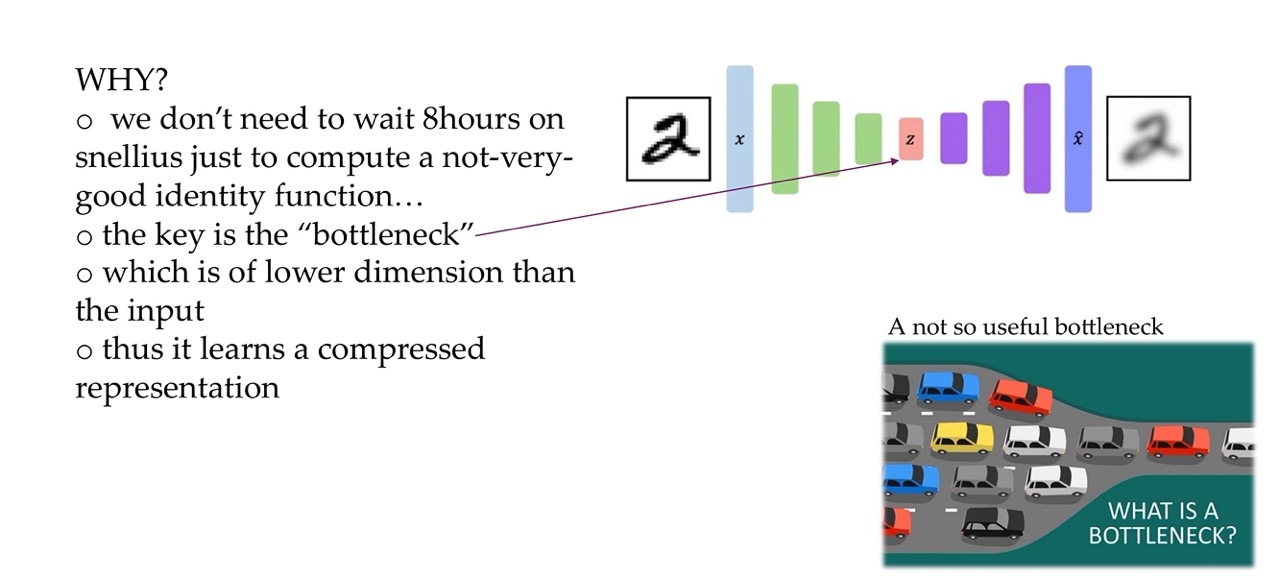 WHY?
o we don't need to wait 8hours on
snellius just to compute a not-very-
good identity function…
o the key is the “bottleneck”
o which is of lower dimension than
the input
o thus it learns a compressed
representation
x
z
x̂
A not so useful bottleneck
WHAT IS A
BOTTLENECK?